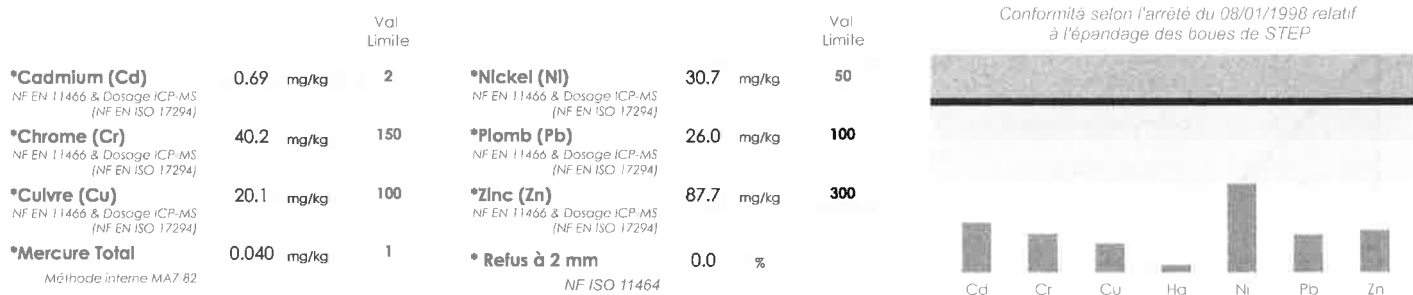 Val
Limite
*Cadmium (Cd) 0.69 mg/kg 2
NF EN 11466 & Dosage ICP-MS
(NF EN ISO 17294)
*Chrome (Cr) 40.2 mg/kg 150
NF EN 11466 & Dosage ICP-MS
(NF EN ISO 17294)
*Cuivre (Cu) 20.1 mg/kg 100
NF EN 11466 & Dosage ICP-MS
(NF EN ISO 17294)
*Mercure Total 0.040 mg/kg 1
Méthode interne MA7-82
Val
Limite
*Nickel (Ni) 30.7 mg/kg 50
NF EN 11466 & Dosage ICP-MS
(NF EN ISO 17294)
*Plomb (Pb) 26.0 mg/kg 100
NF EN 11466 & Dosage ICP-MS
(NF EN ISO 17294)
*Zinc (Zn) 87.7 mg/kg 300
NF EN 11466 & Dosage ICP-MS
(NF EN ISO 17294)
* Refus à 2 mm 0.0 %
NF ISO 11464
Conformité selon l'arrêté du 08/01/1998 relatif
à l'épandage des boues de STEP
Cd Cr Cu Hg Ni Pb Zn